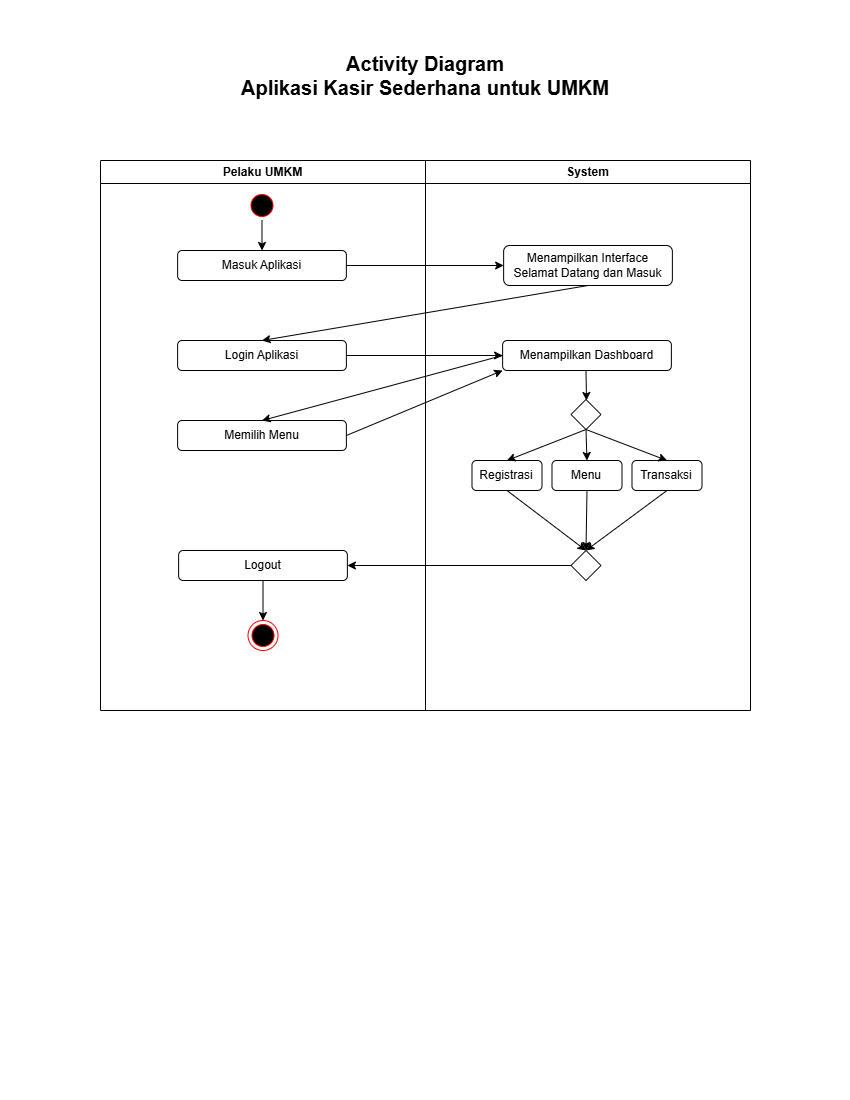 Activity Diagram
Aplikasi Kasir Sederhana untuk UMKM
Pelaku UMKM
System
Masuk Aplikasi
Menampilkan Interface
Selamat Datang dan Masuk
Login Aplikasi
Menampilkan Dashboard
Memilih Menu
Registrasi
Menu
Transaksi
Logout